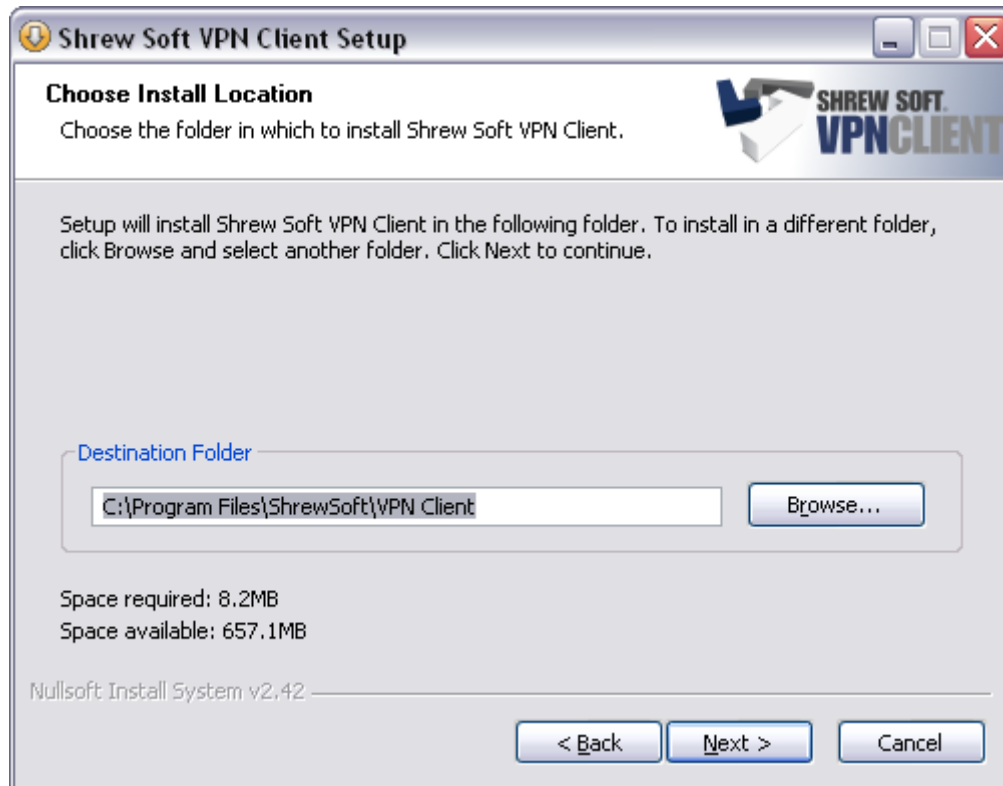 Shrew Soft VPN Client Setup
Choose Install Location
Choose the folder in which to install Shrew Soft VPN Client.
SHREW SOFT.
VPNCLIENT
Setup will install Shrew Soft VPN Client in the following folder. To install in a different folder,
click Browse and select another folder. Click Next to continue.
Destination Folder
C:\Program Files\ShrewSoft\VPN Client
Browse...
Space required: 8.2MB
Space available: 657.1MB
Nullsoft Install System v2.42
< Back
Next >
Cancel